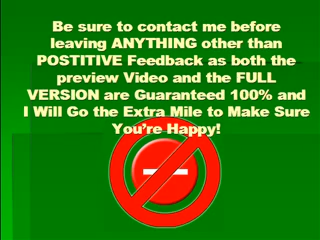 Be sure to contact me before
leaving ANYTHING other than
POSTITIVE Feedback as both the
preview Video and the FULL
VERSION are Guaranteed 100% and
I Will Go the Extra Mile to Make Sure
You're Happy!